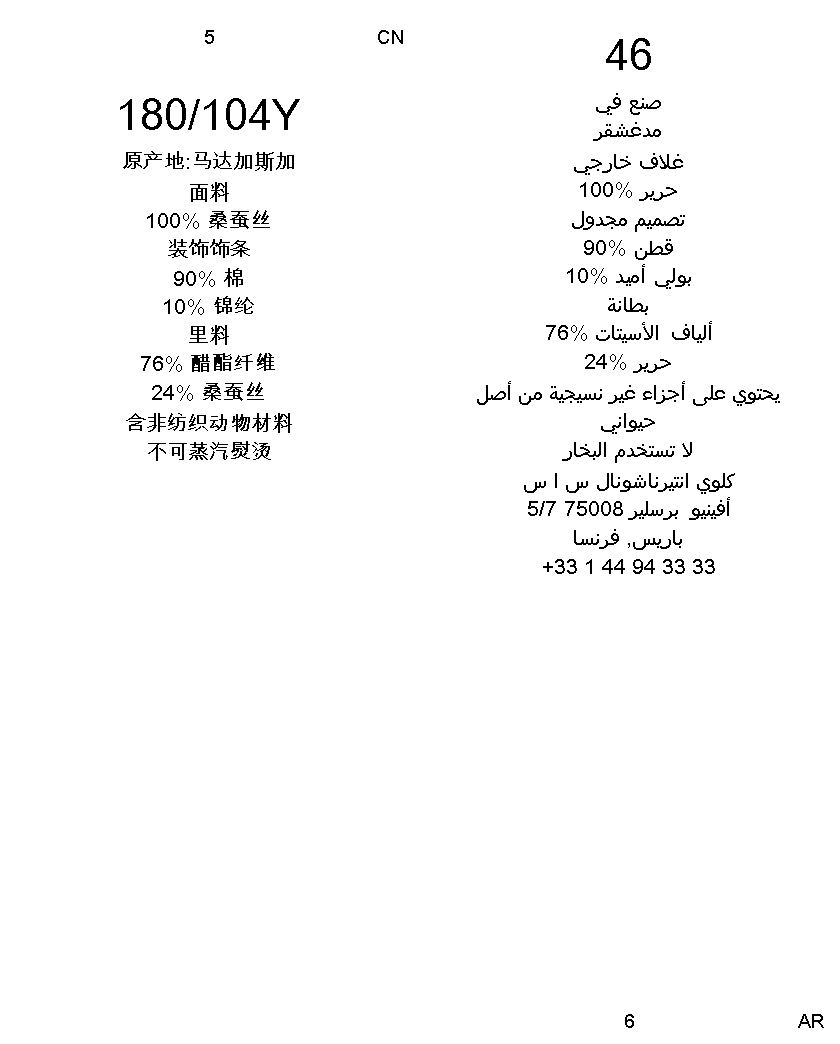 5
CN
180/104Y
原产地:马达加斯加
面料
100% 桑蚕丝
装饰饰条
90% 棉
10% 锦纶
里料
76% 醋酯纤维
24% 桑蚕丝
含非纺织动物材料
不可蒸汽熨烫
46
صنع في
مدغشقر
غلاف خارجي
حرير %100
تصميم مجدول
قطن %90
بولي أميد %10
بطانة
ألياف الأسيتات %76
حرير %24
يحتوي على أجزاء غير نسيجية من أصل
حيواني
لا تستخدم البخار
كلوي انتيرناشونال س ا س
أفينيو برسلير 75008 5/7
باريس, فرنسا
+33 1 44 94 33 33
6
AR